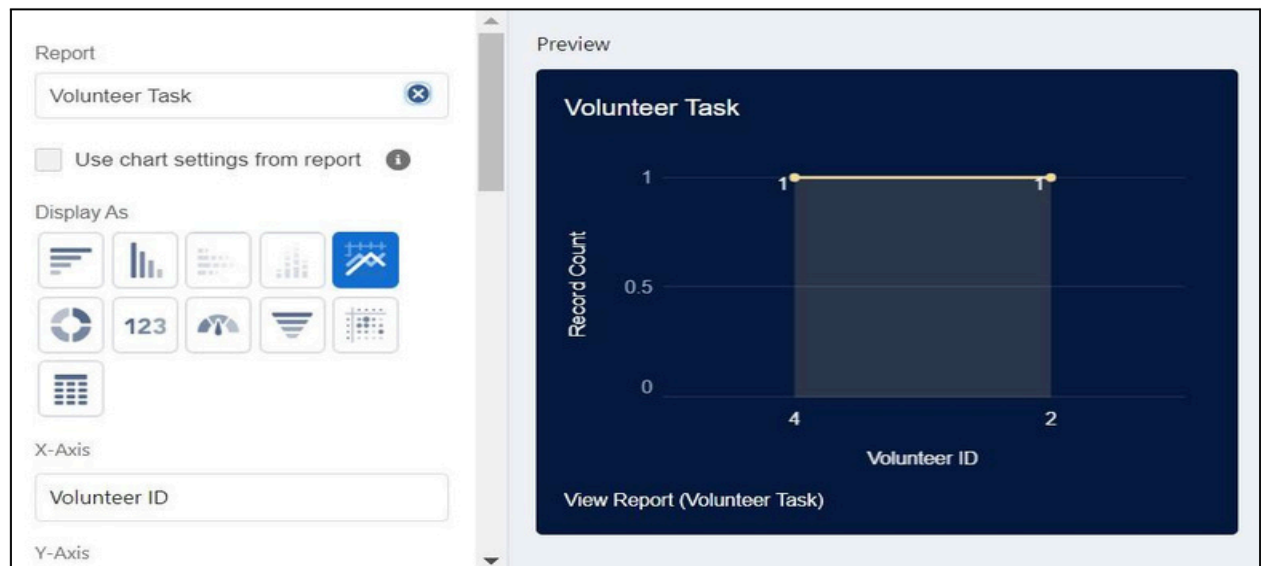 Report
Volunteer Task
Use chart settings from report
Display As
123
X-Axis
Volunteer ID
Y-Axis
Preview
Volunteer Task
1
1
1
Record Count
0.5
0
4
2
Volunteer ID
View Report (Volunteer Task)